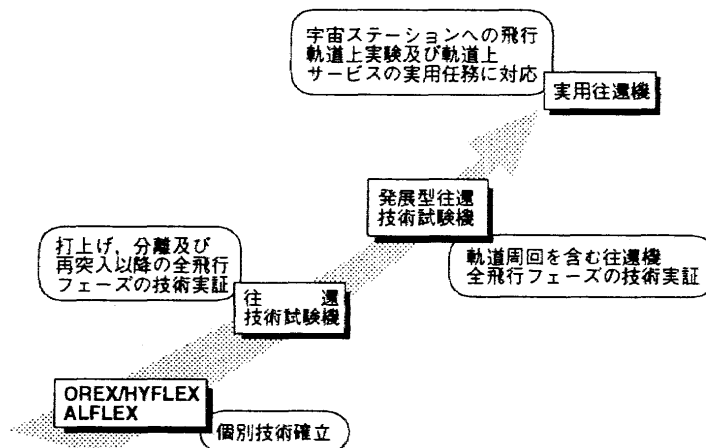 宇宙ステーションへの飛行
軌道上実験及び軌道上
サービスの実用任務に対応
実用往還機
発展型往還
技術試験機
軌道周回を含む往還機
全飛行フェーズの技術実証
打上げ，分離及び
再突入以降の全飛行
フェーズの技術実証
往　　還
技術試験機
OREX/HYFLEX
ALFLEX
個別技術確立